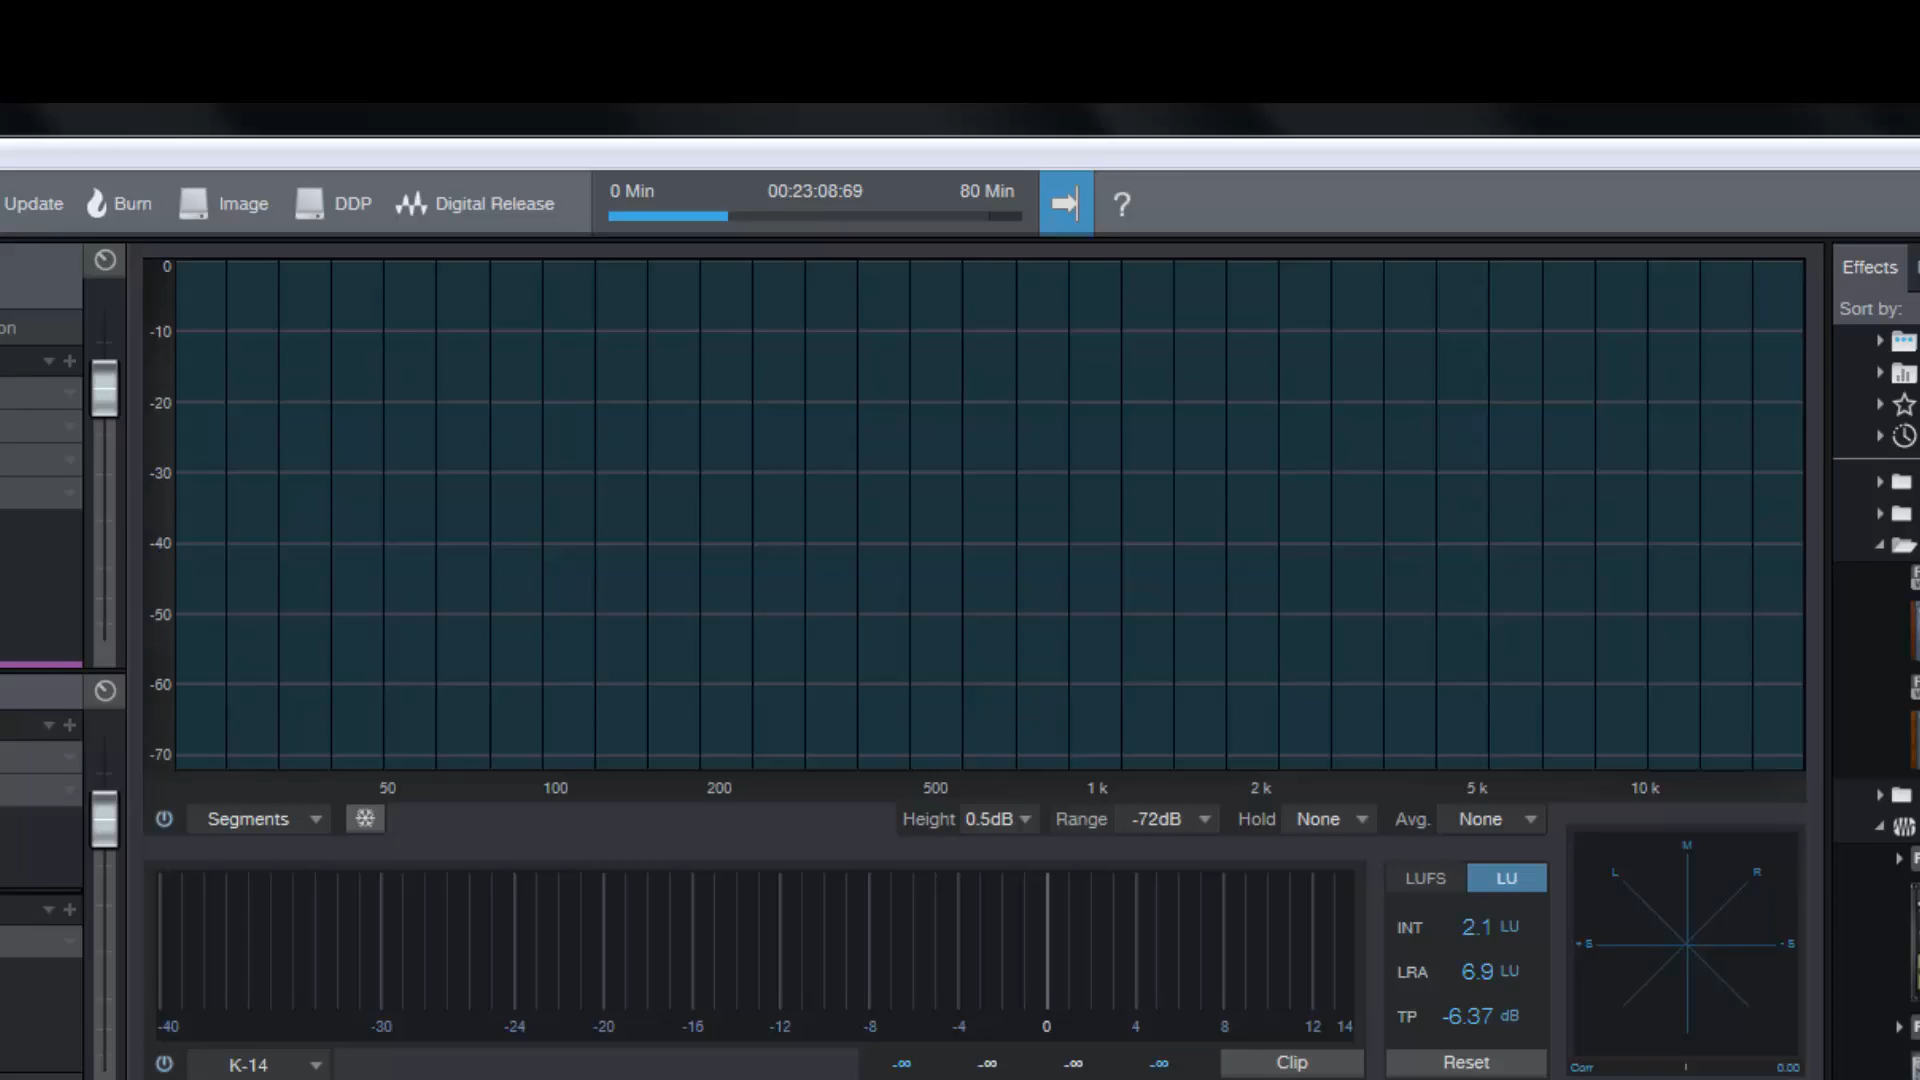 Update Burn Image DDP Digital Release 0 Min 00:23:08:69 80 Min ?
Effects
Sort by:
on
0
-10
-20
-30
-40
-50
-60
-70
50 100 200 500 1 k 2 k 5 k 10 k
Segments Height 0.5dB Range -72dB Hold None Avg. None
LUFS LU
INT 2.1 LU
LRA 6.9 LU
TP -6.37 dB
M
L R
+ S - S
-40 -30 -24 -20 -16 -12 -8 -4 0 4 8 12 14
K-14 -∞ -∞ -∞ -∞ Clip Reset
Corr 0.00